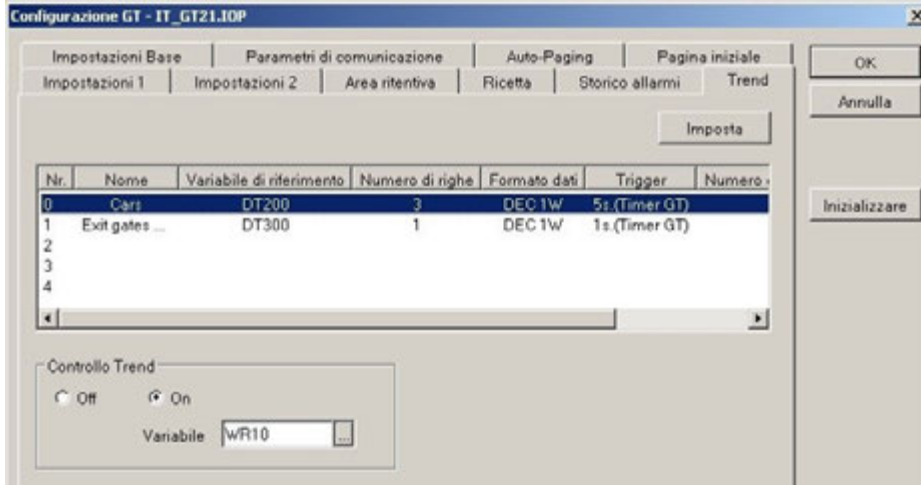 Configurazione GT - IT_GT21.IOP
Impostazioni Base Parametri di comunicazione Auto-Paging Pagina iniziale
Impostazioni 1 Impostazioni 2 Area ritentiva Ricetta Storico allarmi Trend
OK
Annulla
Imposta
Inizializzare
Nr. Nome Variabile di riferimento Numero di righe Formato dati Trigger Numero
0 Cars DT200 3 DEC 1W 5s.(Timer GT)
1 Exit gates ... DT300 1 DEC 1W 1s.(Timer GT)
2
3
4
Controllo Trend
Off On
Variabile WR10 ...